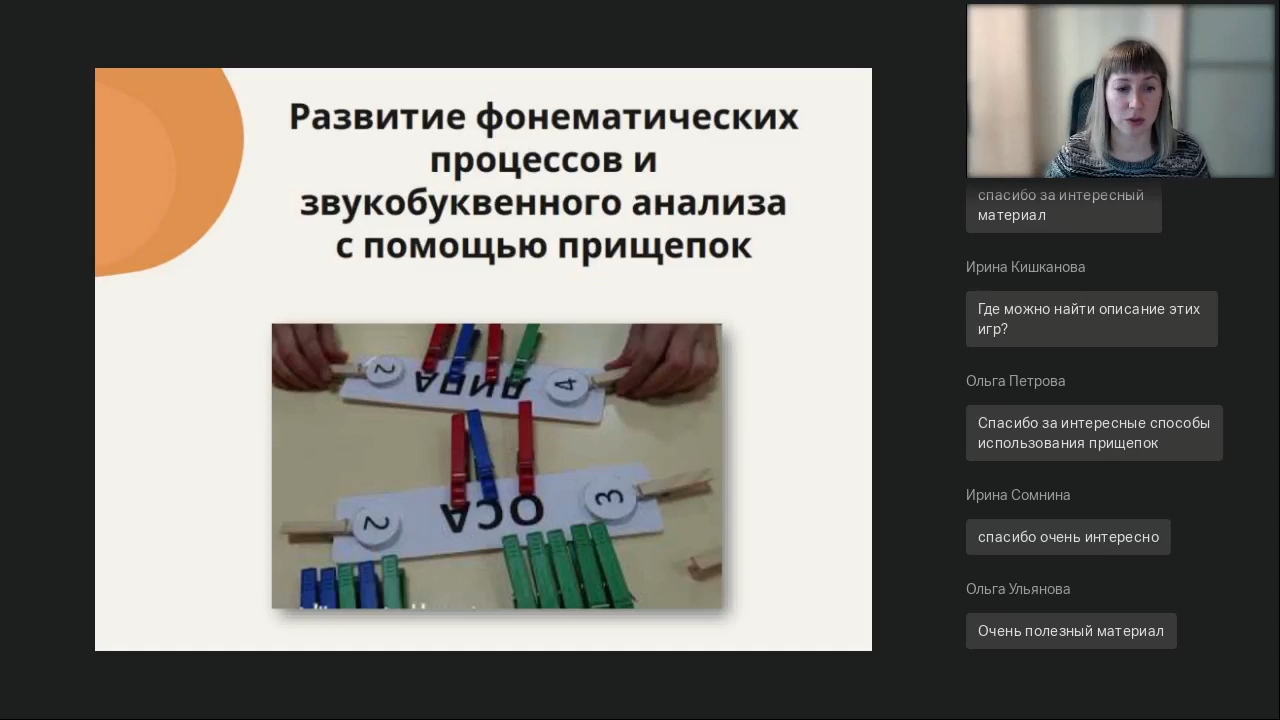 Развитие фонематических
процессов и
звукобуквенного анализа
с помощью прищепок
2
ЛИПА
4
2
ОСА
3
спасибо за интересный
материал
Ирина Кишканова
Где можно найти описание этих
игр?
Ольга Петрова
Спасибо за интересные способы
использования прищепок
Ирина Сомнина
спасибо очень интересно
Ольга Ульянова
Очень полезный материал